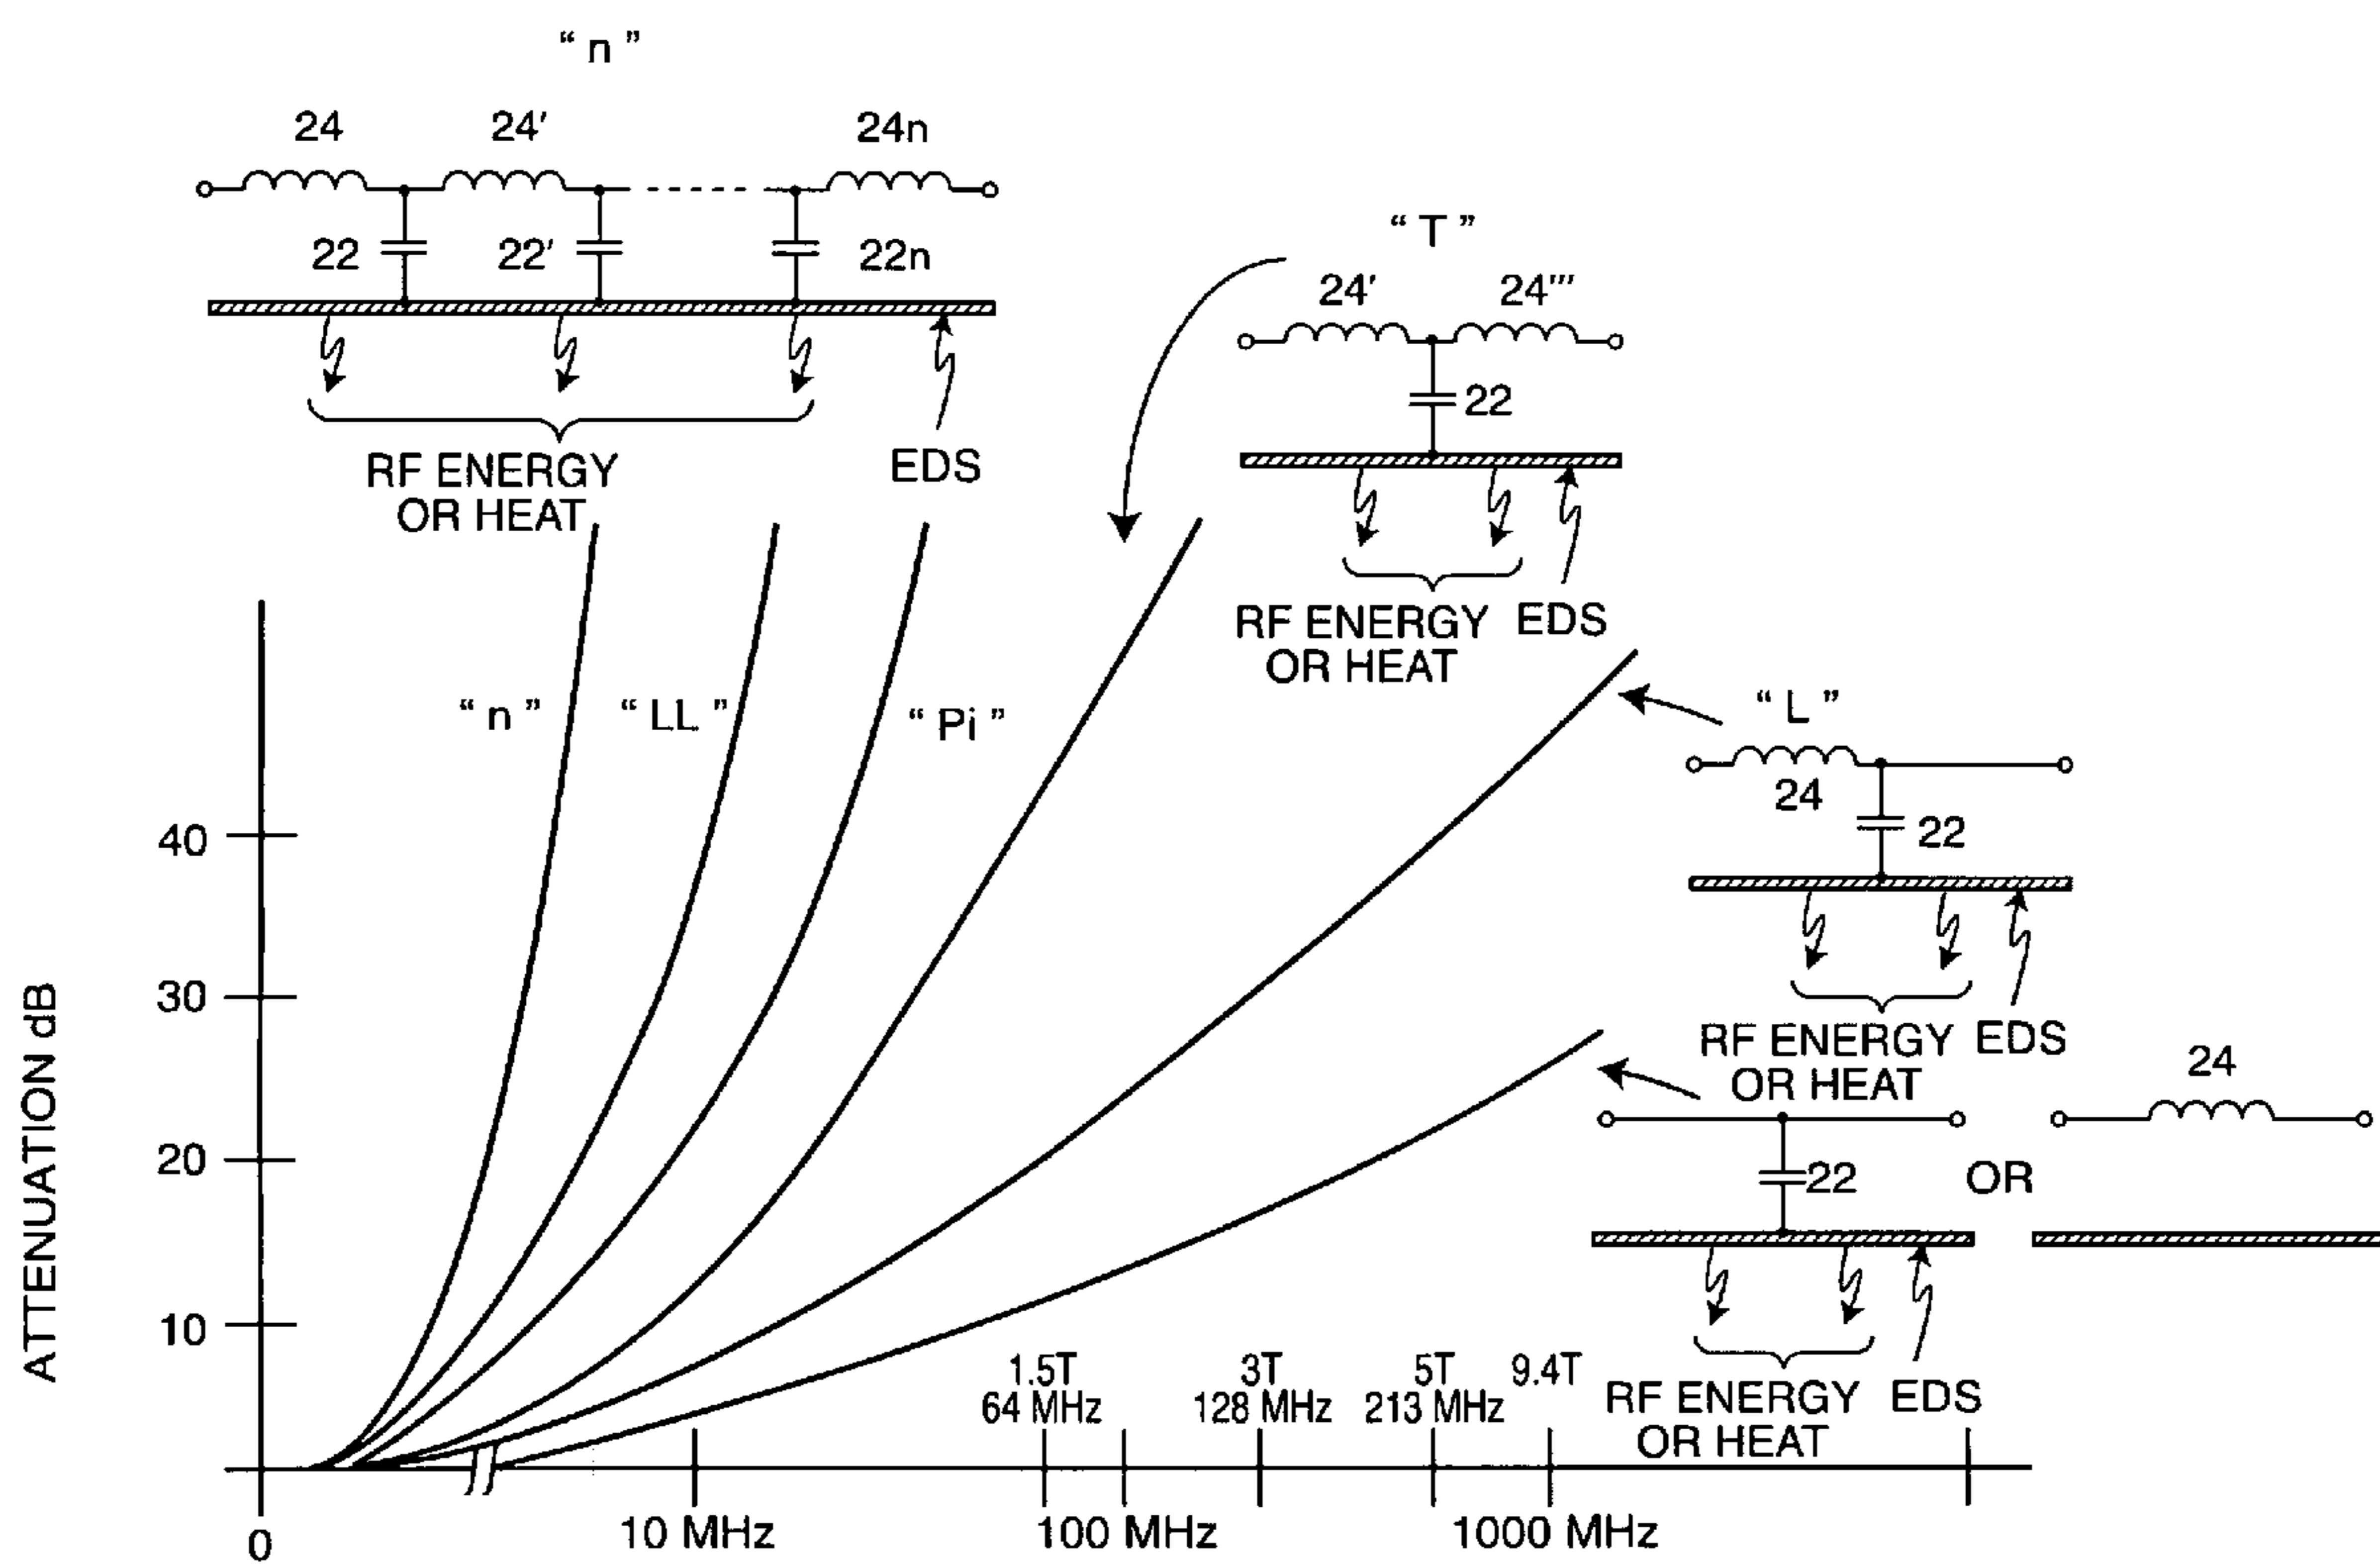 “ n ”
24 24′ 24n
22 22′ 22n
RF ENERGY
OR HEAT
EDS
“ T ”
24′ 24‴
22
RF ENERGY
OR HEAT
EDS
“ n ” “ LL ” “ Pi ”
“ L ”
24
22
RF ENERGY
OR HEAT
EDS
24
22
OR
RF ENERGY
OR HEAT
EDS
ATTENUATION dB
40
30
20
10
1.5T
64 MHz
3T
128 MHz
5T
213 MHz
9.4T
0
10 MHz
100 MHz
1000 MHz